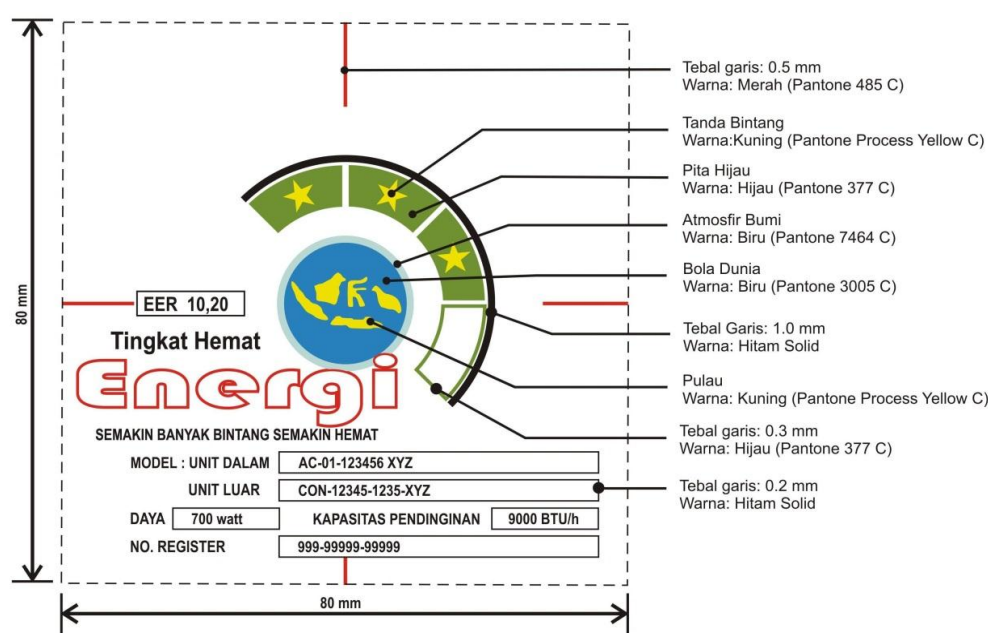 Tebal garis: 0.5 mm
Warna: Merah (Pantone 485 C)
Tanda Bintang
Warna:Kuning (Pantone Process Yellow C)
Pita Hijau
Warna: Hijau (Pantone 377 C)
Atmosfir Bumi
Warna: Biru (Pantone 7464 C)
Bola Dunia
Warna: Biru (Pantone 3005 C)
Tebal Garis: 1.0 mm
Warna: Hitam Solid
Pulau
Warna: Kuning (Pantone Process Yellow C)
Tebal garis: 0.3 mm
Warna: Hijau (Pantone 377 C)
Tebal garis: 0.2 mm
Warna: Hitam Solid
80 mm
EER 10,20
Tingkat Hemat
Energi
SEMAKIN BANYAK BINTANG SEMAKIN HEMAT
MODEL : UNIT DALAM AC-01-123456 XYZ
UNIT LUAR CON-12345-1235-XYZ
DAYA 700 watt KAPASITAS PENDINGINAN 9000 BTU/h
NO. REGISTER 999-99999-99999
80 mm